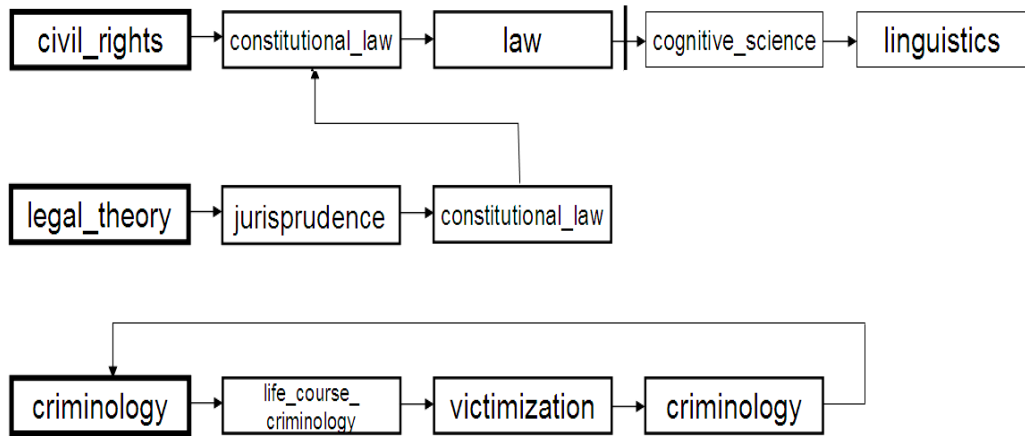 civil_rights
constitutional_law
law
cognitive_science
linguistics
legal_theory
jurisprudence
constitutional_law
criminology
life_course_
criminology
victimization
criminology